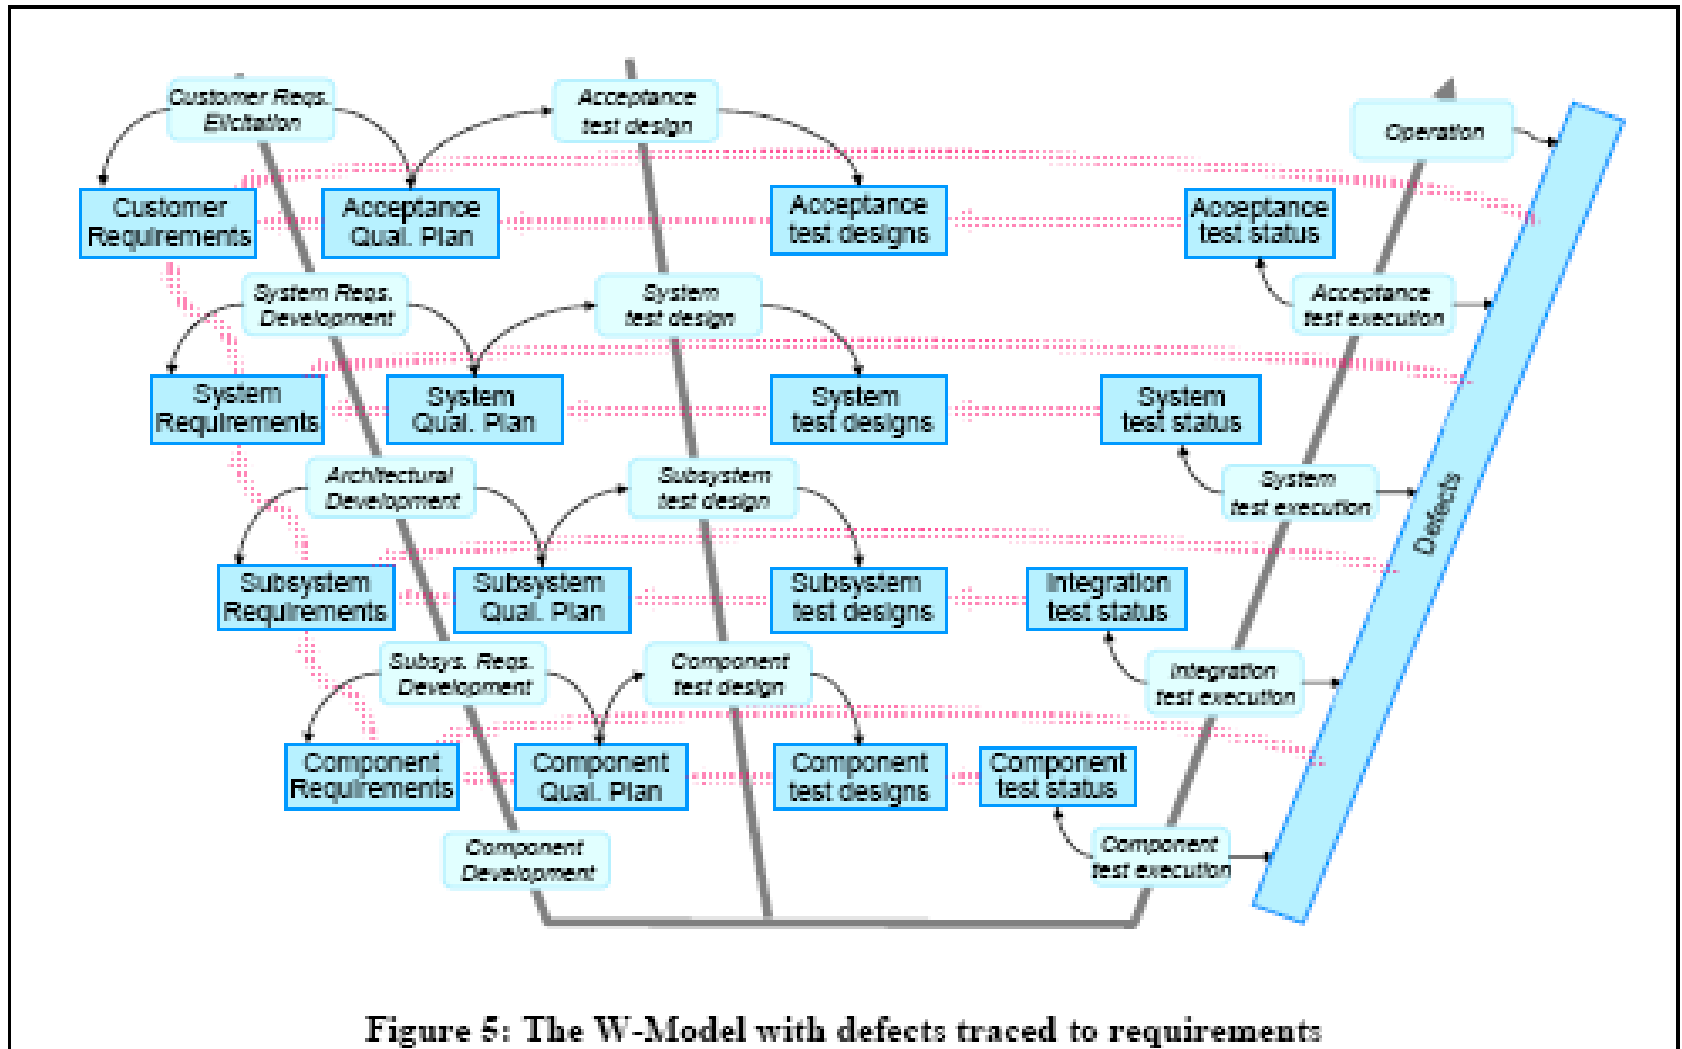 Customer Reqs.
Elicitation
Acceptance
test design
Operation
Customer
Requirements
Acceptance
Qual. Plan
Acceptance
test designs
Acceptance
test status
System Reqs.
Development
System
test design
Acceptance
test execution
System
Requirements
System
Qual. Plan
System
test designs
System
test status
Architectural
Development
Subsystem
test design
System
test execution
Defects
Subsystem
Requirements
Subsystem
Qual. Plan
Subsystem
test designs
Integration
test status
Subsys. Reqs.
Development
Component
test design
Integration
test execution
Component
Requirements
Component
Qual. Plan
Component
test designs
Component
test status
Component
Development
Component
test execution
Figure 5: The W-Model with defects traced to requirements